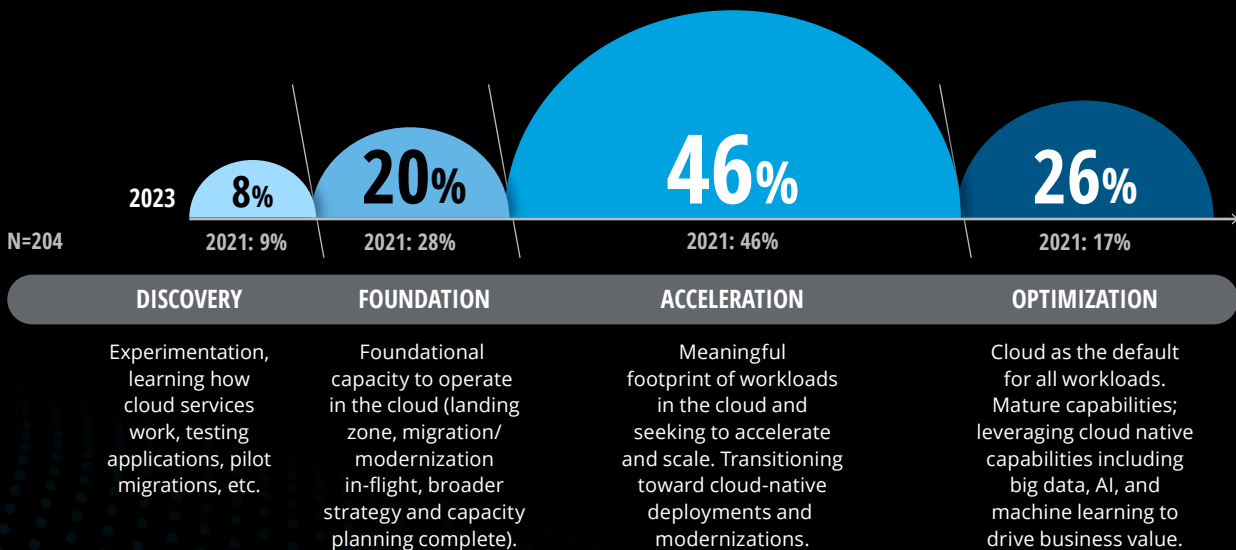 2023
8%
20%
46%
26%
N=204
2021: 9%
2021: 28%
2021: 46%
2021: 17%
DISCOVERY
FOUNDATION
ACCELERATION
OPTIMIZATION
Experimentation,
learning how
cloud services
work, testing
applications, pilot
migrations, etc.
Foundational
capacity to operate
in the cloud (landing
zone, migration/
modernization
in-flight, broader
strategy and capacity
planning complete).
Meaningful
footprint of workloads
in the cloud and
seeking to accelerate
and scale. Transitioning
toward cloud-native
deployments and
modernizations.
Cloud as the default
for all workloads.
Mature capabilities;
leveraging cloud native
capabilities including
big data, AI, and
machine learning to
drive business value.